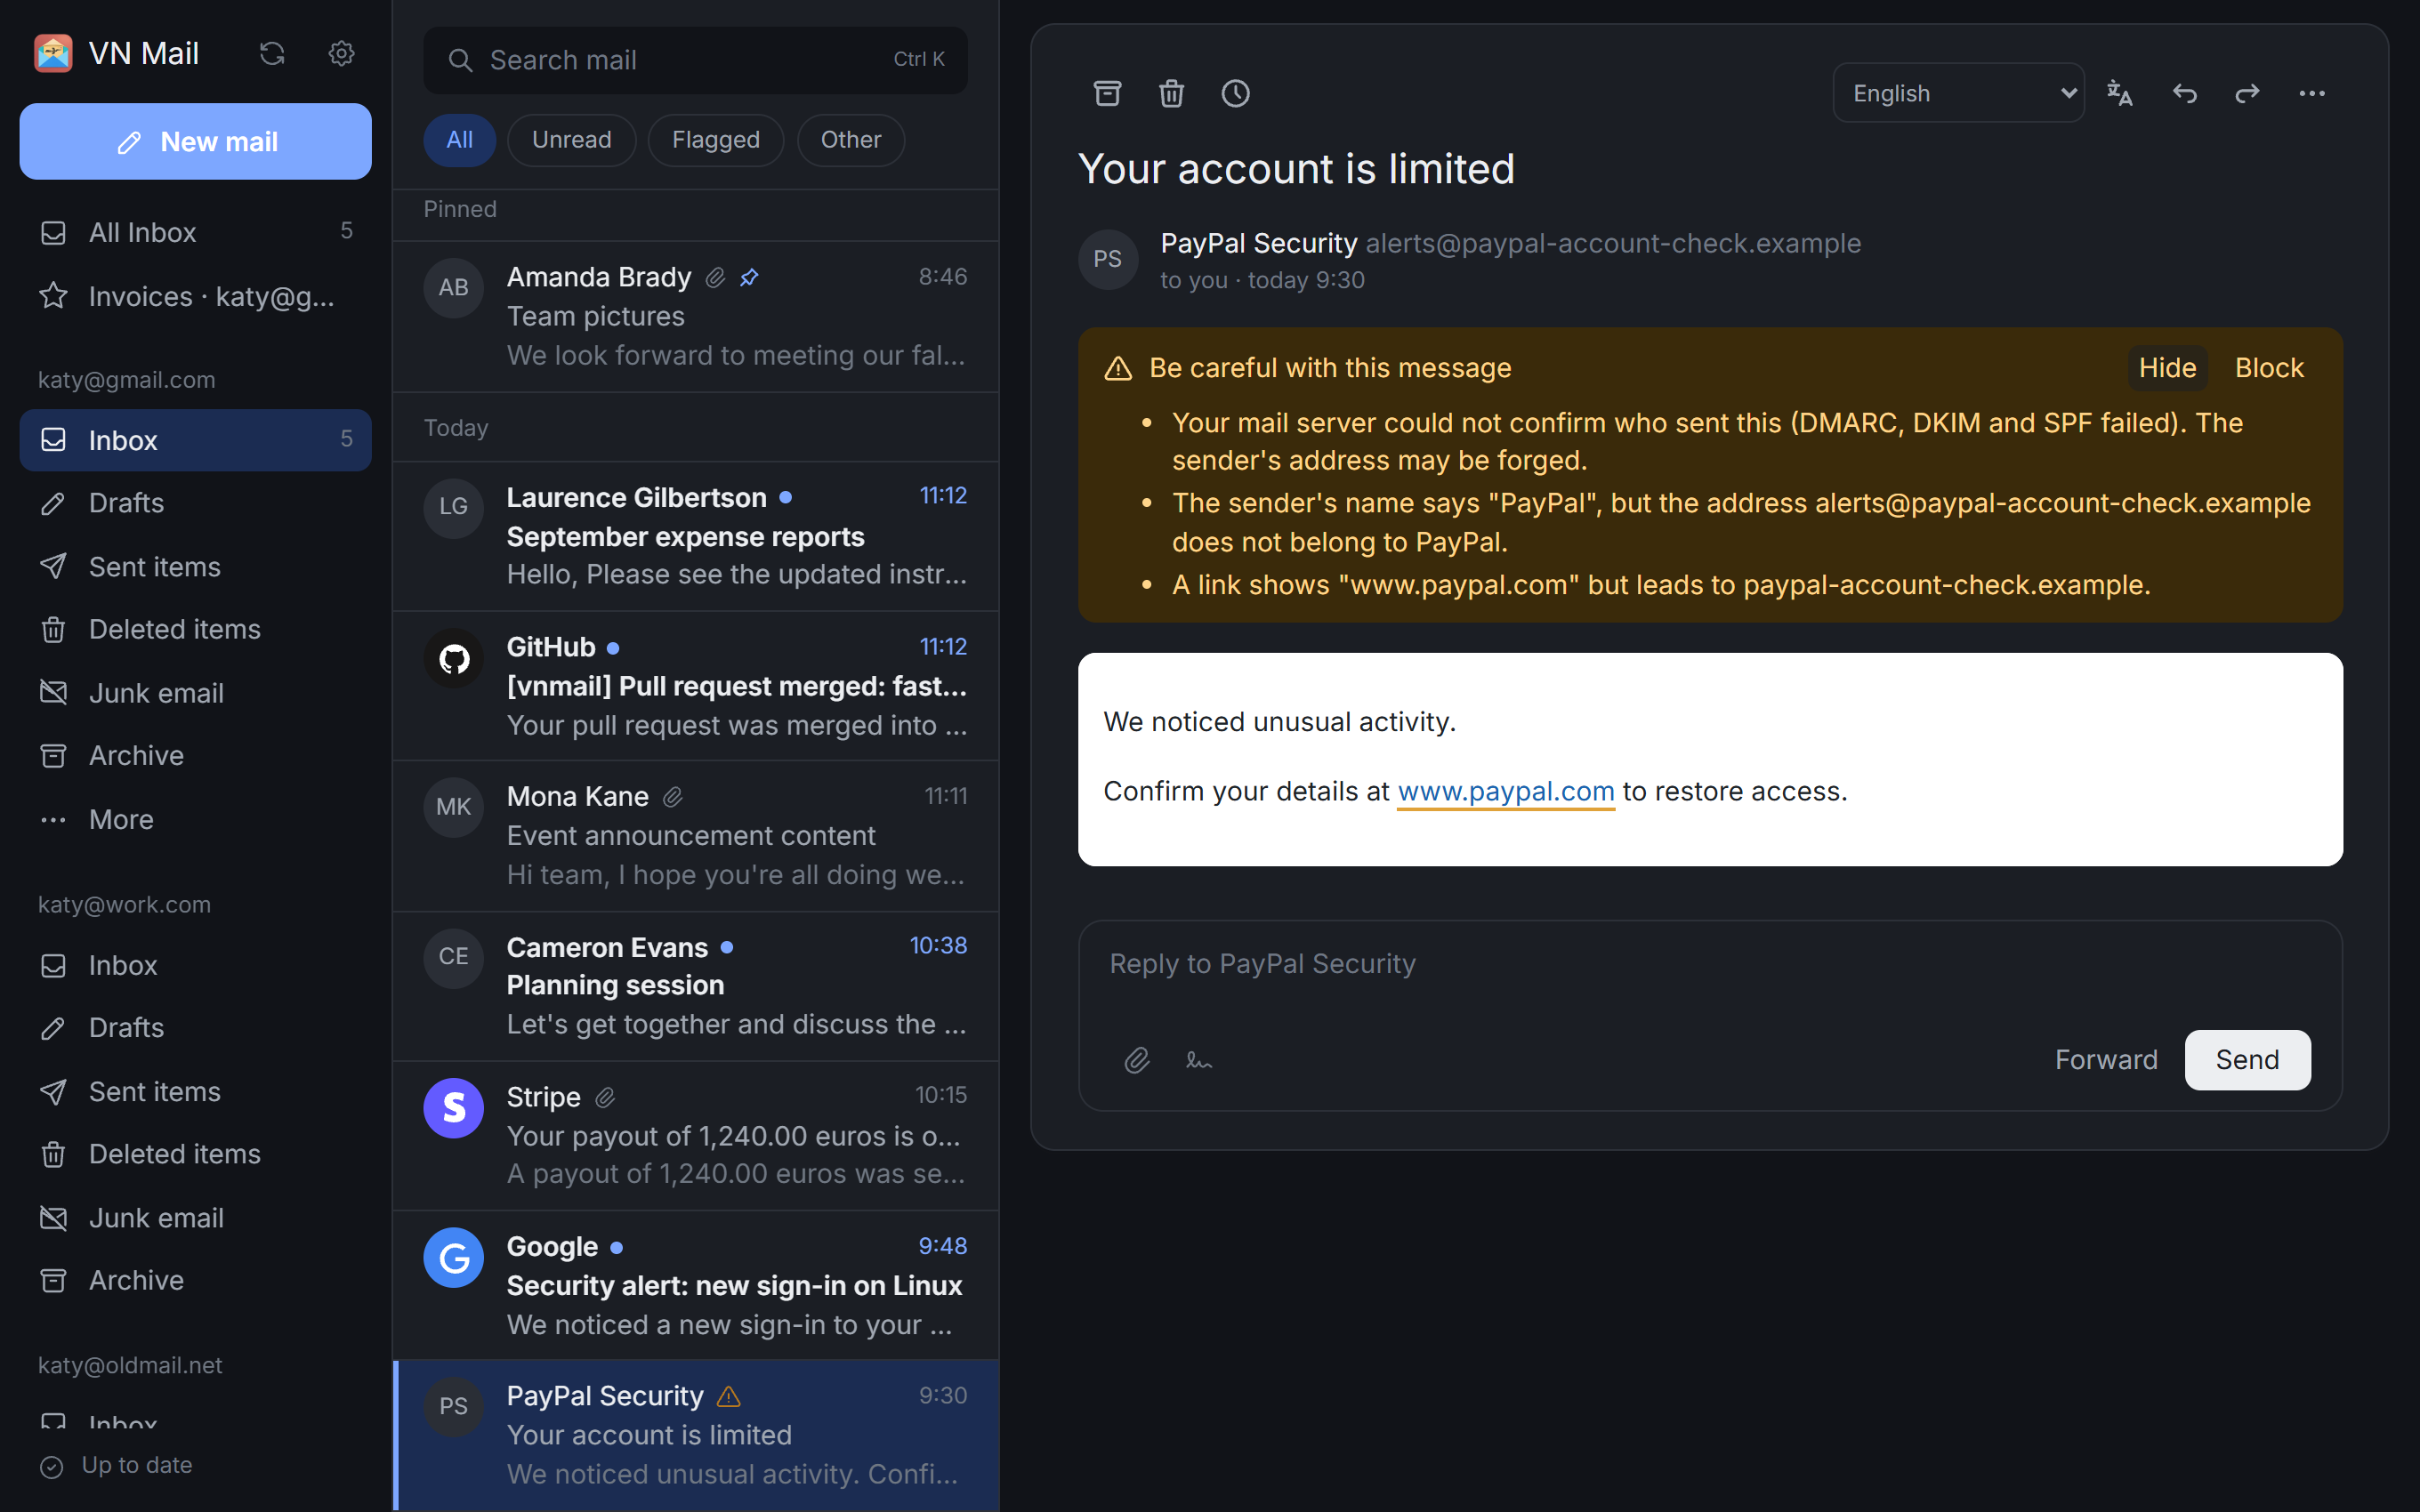 VN Mail
New mail
All Inbox 5
Invoices · katy@g...
katy@gmail.com
Inbox 5
Drafts
Sent items
Deleted items
Junk email
Archive
More
katy@work.com
Inbox
Drafts
Sent items
Deleted items
Junk email
Archive
katy@oldmail.net
Inbox
Up to date
Search mail Ctrl K
All Unread Flagged Other
Pinned
AB Amanda Brady 8:46
Team pictures
We look forward to meeting our fal...
Today
LG Laurence Gilbertson 11:12
September expense reports
Hello, Please see the updated instr...
GitHub 11:12
[vnmail] Pull request merged: fast...
Your pull request was merged into ...
MK Mona Kane 11:11
Event announcement content
Hi team, I hope you're all doing we...
CE Cameron Evans 10:38
Planning session
Let's get together and discuss the ...
S Stripe 10:15
Your payout of 1,240.00 euros is o...
A payout of 1,240.00 euros was se...
G Google 9:48
Security alert: new sign-in on Linux
We noticed a new sign-in to your ...
PS PayPal Security 9:30
Your account is limited
We noticed unusual activity. Confi...
English
Your account is limited
PS PayPal Security alerts@paypal-account-check.example
to you · today 9:30
Be careful with this message Hide Block
• Your mail server could not confirm who sent this (DMARC, DKIM and SPF failed). The
sender's address may be forged.
• The sender's name says "PayPal", but the address alerts@paypal-account-check.example
does not belong to PayPal.
• A link shows "www.paypal.com" but leads to paypal-account-check.example.
We noticed unusual activity.
Confirm your details at www.paypal.com to restore access.
Reply to PayPal Security
Forward Send